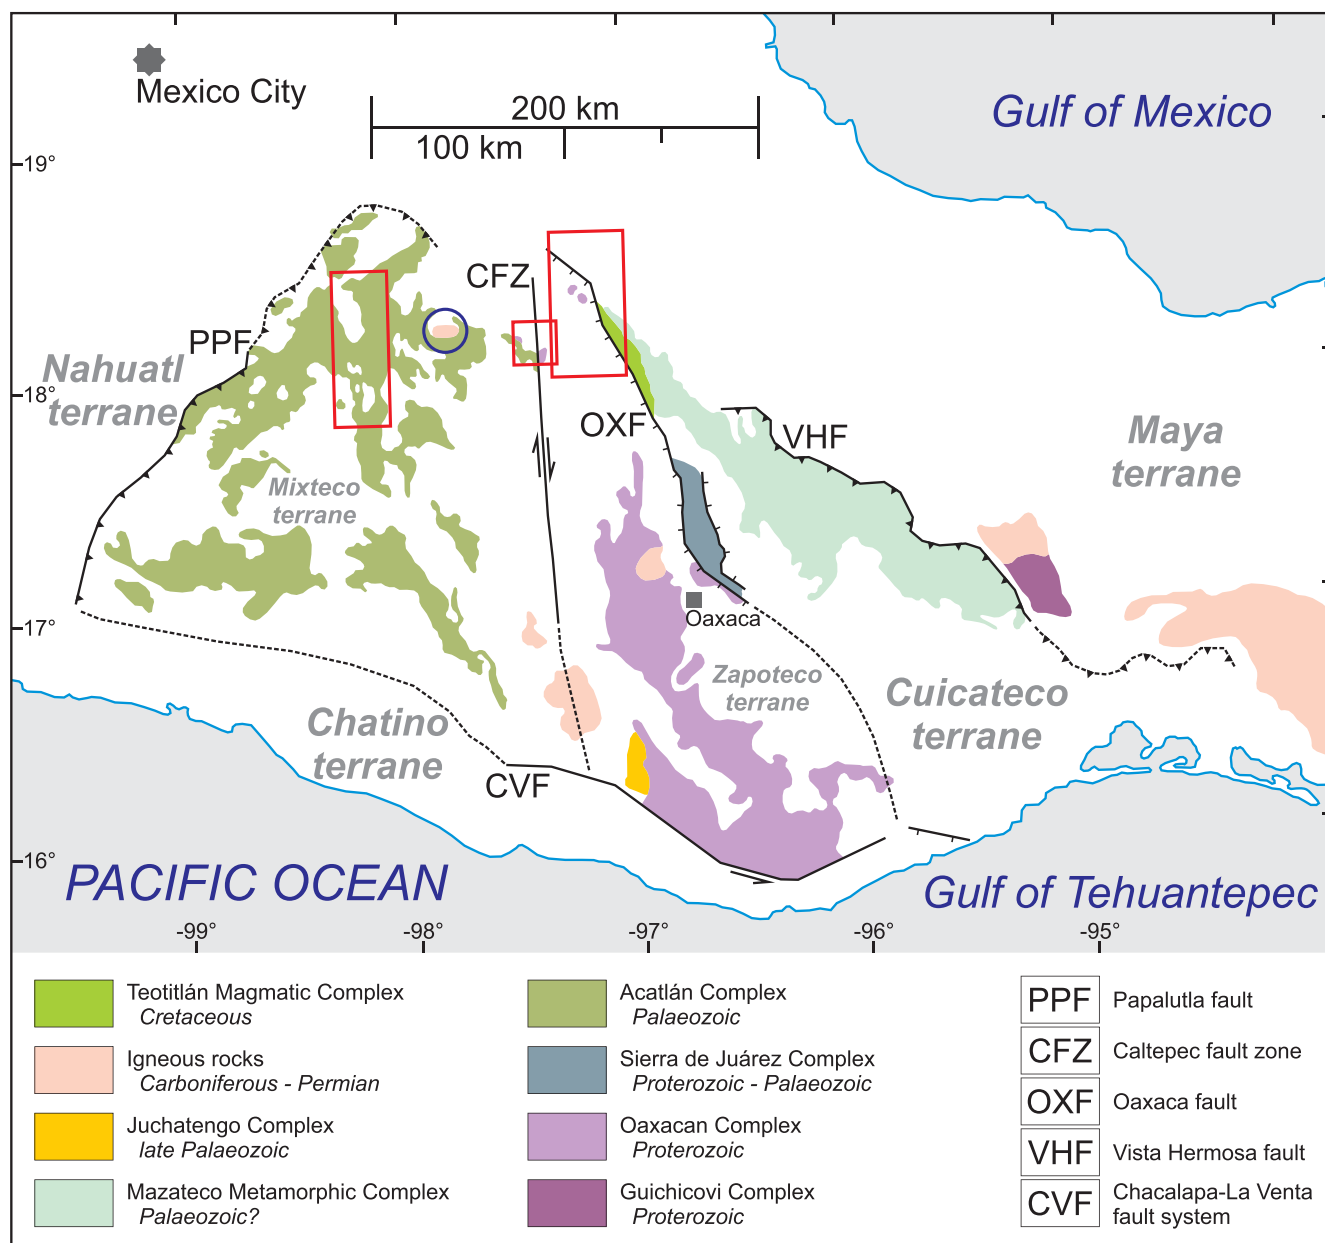 Mexico City
200 km
100 km
Gulf of Mexico
19°
CFZ
PPF
Nahuatl
terrane
18°
OXF
VHF
Maya
terrane
Mixteco
terrane
Oaxaca
17°
Zapoteco
terrane
Cuicateco
terrane
Chatino
terrane
CVF
16°
PACIFIC OCEAN
Gulf of Tehuantepec
-99°
-98°
-97°
-96°
-95°
Teotitlán Magmatic Complex
Cretaceous
Igneous rocks
Carboniferous - Permian
Juchatengo Complex
late Palaeozoic
Mazateco Metamorphic Complex
Palaeozoic?
Acatlán Complex
Palaeozoic
Sierra de Juárez Complex
Proterozoic - Palaeozoic
Oaxacan Complex
Proterozoic
Guichicovi Complex
Proterozoic
PPF Papalutla fault
CFZ Caltepec fault zone
OXF Oaxaca fault
VHF Vista Hermosa fault
CVF Chacalapa-La Venta
fault system